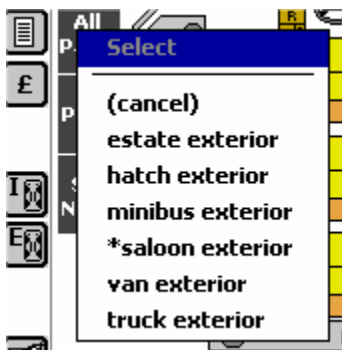 All
R
P
£
Select
(cancel)
P
estate exterior
hatch exterior
I
minibus exterior
N
E
*saloon exterior
van exterior
truck exterior